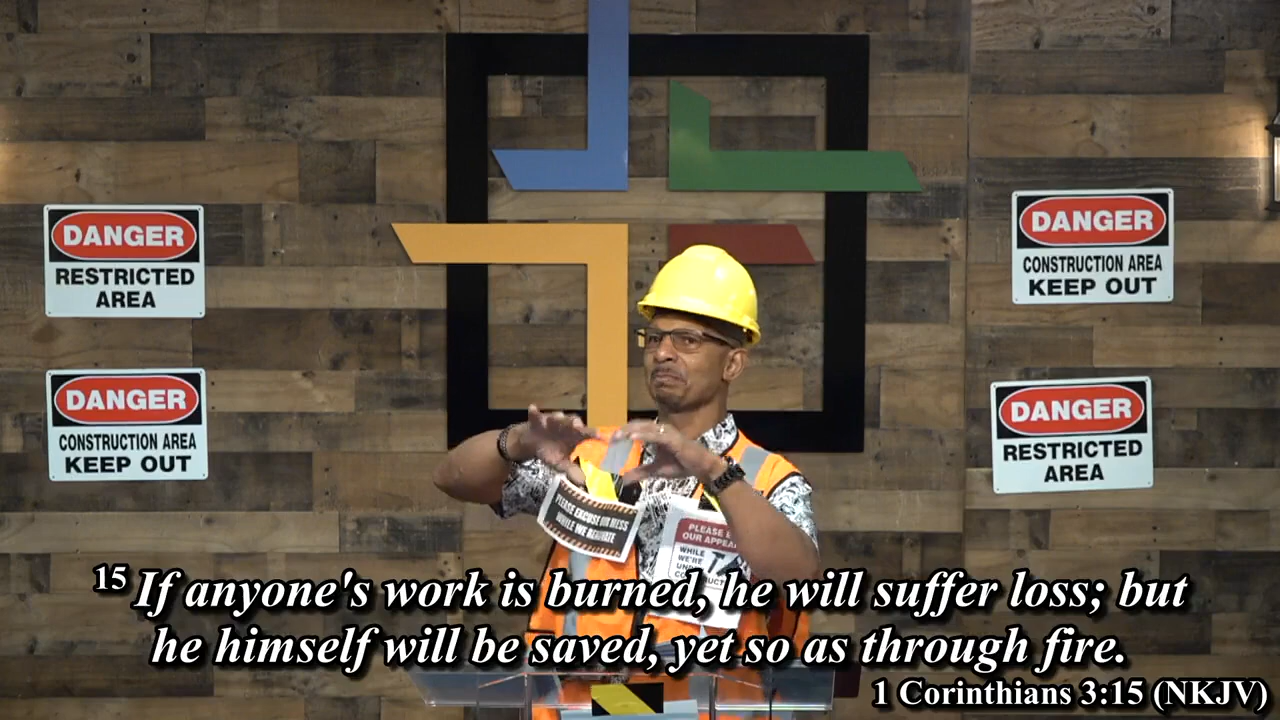 DANGER
RESTRICTED
AREA
DANGER
CONSTRUCTION AREA
KEEP OUT
DANGER
CONSTRUCTION AREA
KEEP OUT
DANGER
RESTRICTED
AREA
PLEASE EXCUSE OUR MESS
WHILE WE RENOVATE
PLEASE
OUR APPEA
WHILE
WE'RE
15 If anyone's work is burned, he will suffer loss; but
he himself will be saved, yet so as through fire.
1 Corinthians 3:15 (NKJV)